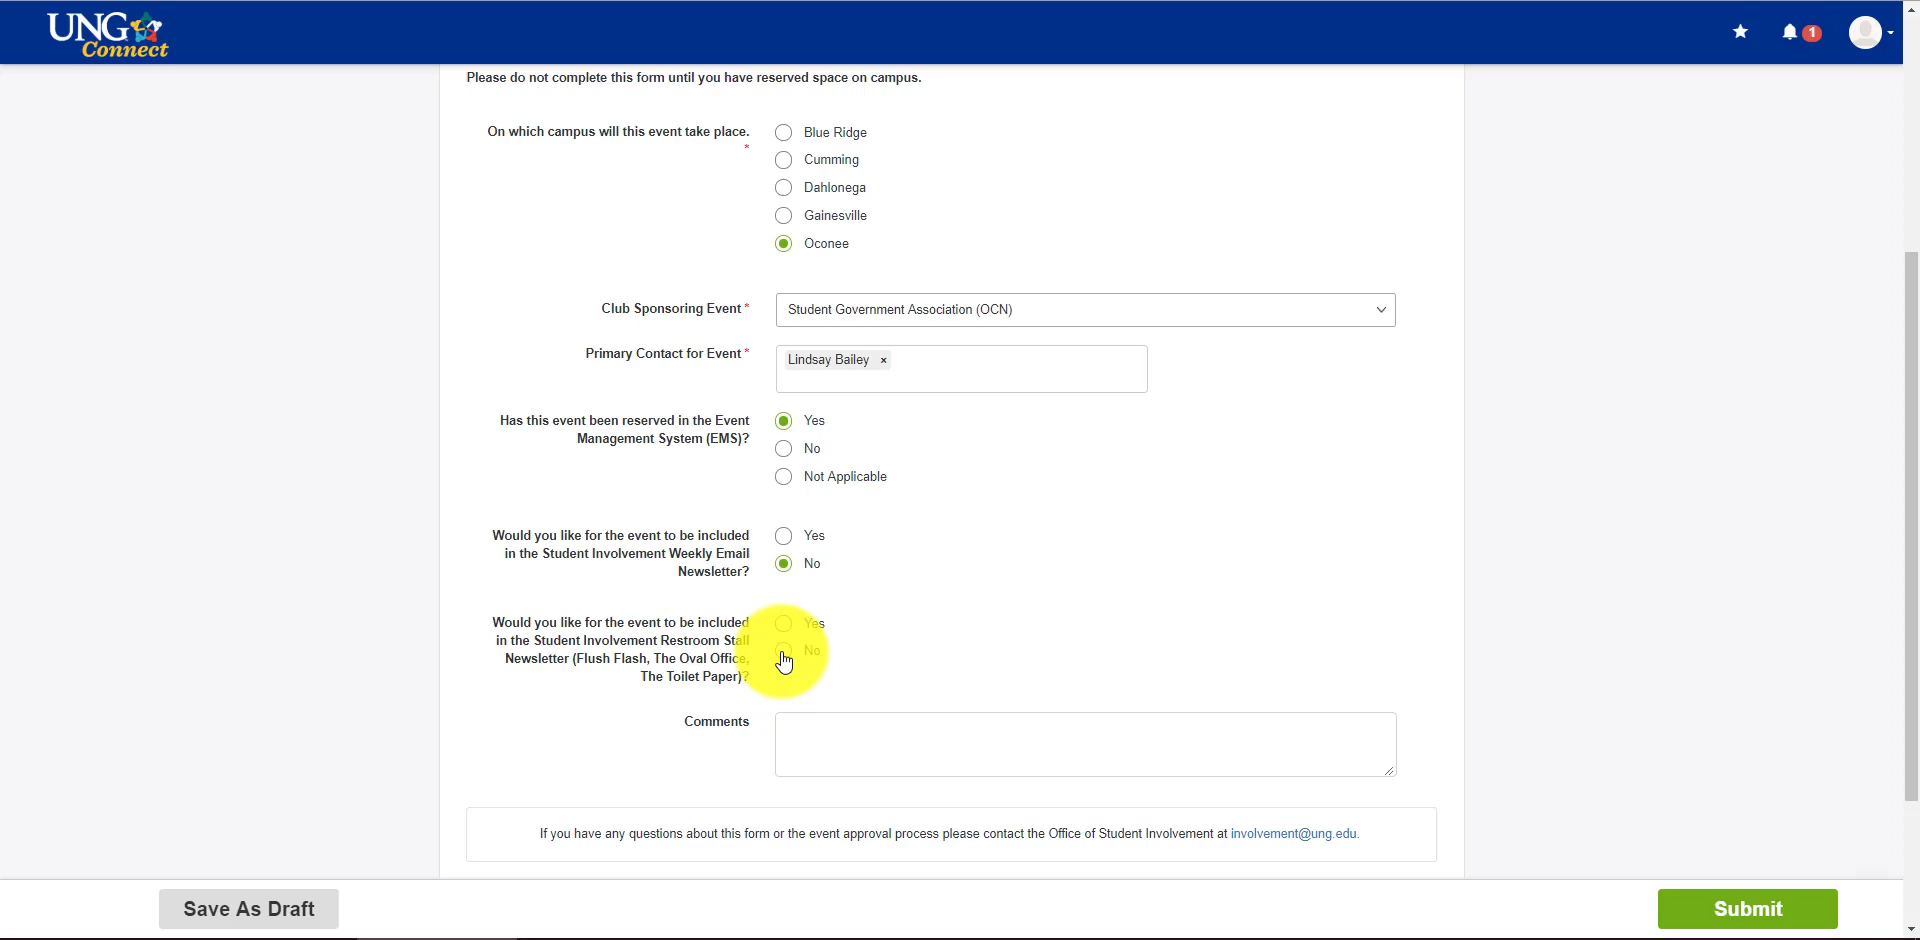 UNG
Connect
1
Please do not complete this form until you have reserved space on campus.
On which campus will this event take place.
*
Blue Ridge
Cumming
Dahlonega
Gainesville
Oconee
Club Sponsoring Event *
Student Government Association (OCN)
Primary Contact for Event *
Lindsay Bailey ×
Has this event been reserved in the Event
Management System (EMS)?
Yes
No
Not Applicable
Would you like for the event to be included
in the Student Involvement Weekly Email
Newsletter?
Yes
No
Would you like for the event to be included
in the Student Involvement Restroom Stall
Newsletter (Flush Flash, The Oval Office,
The Toilet Paper)?
Yes
No
Comments
If you have any questions about this form or the event approval process please contact the Office of Student Involvement at involvement@ung.edu.
Save As Draft
Submit